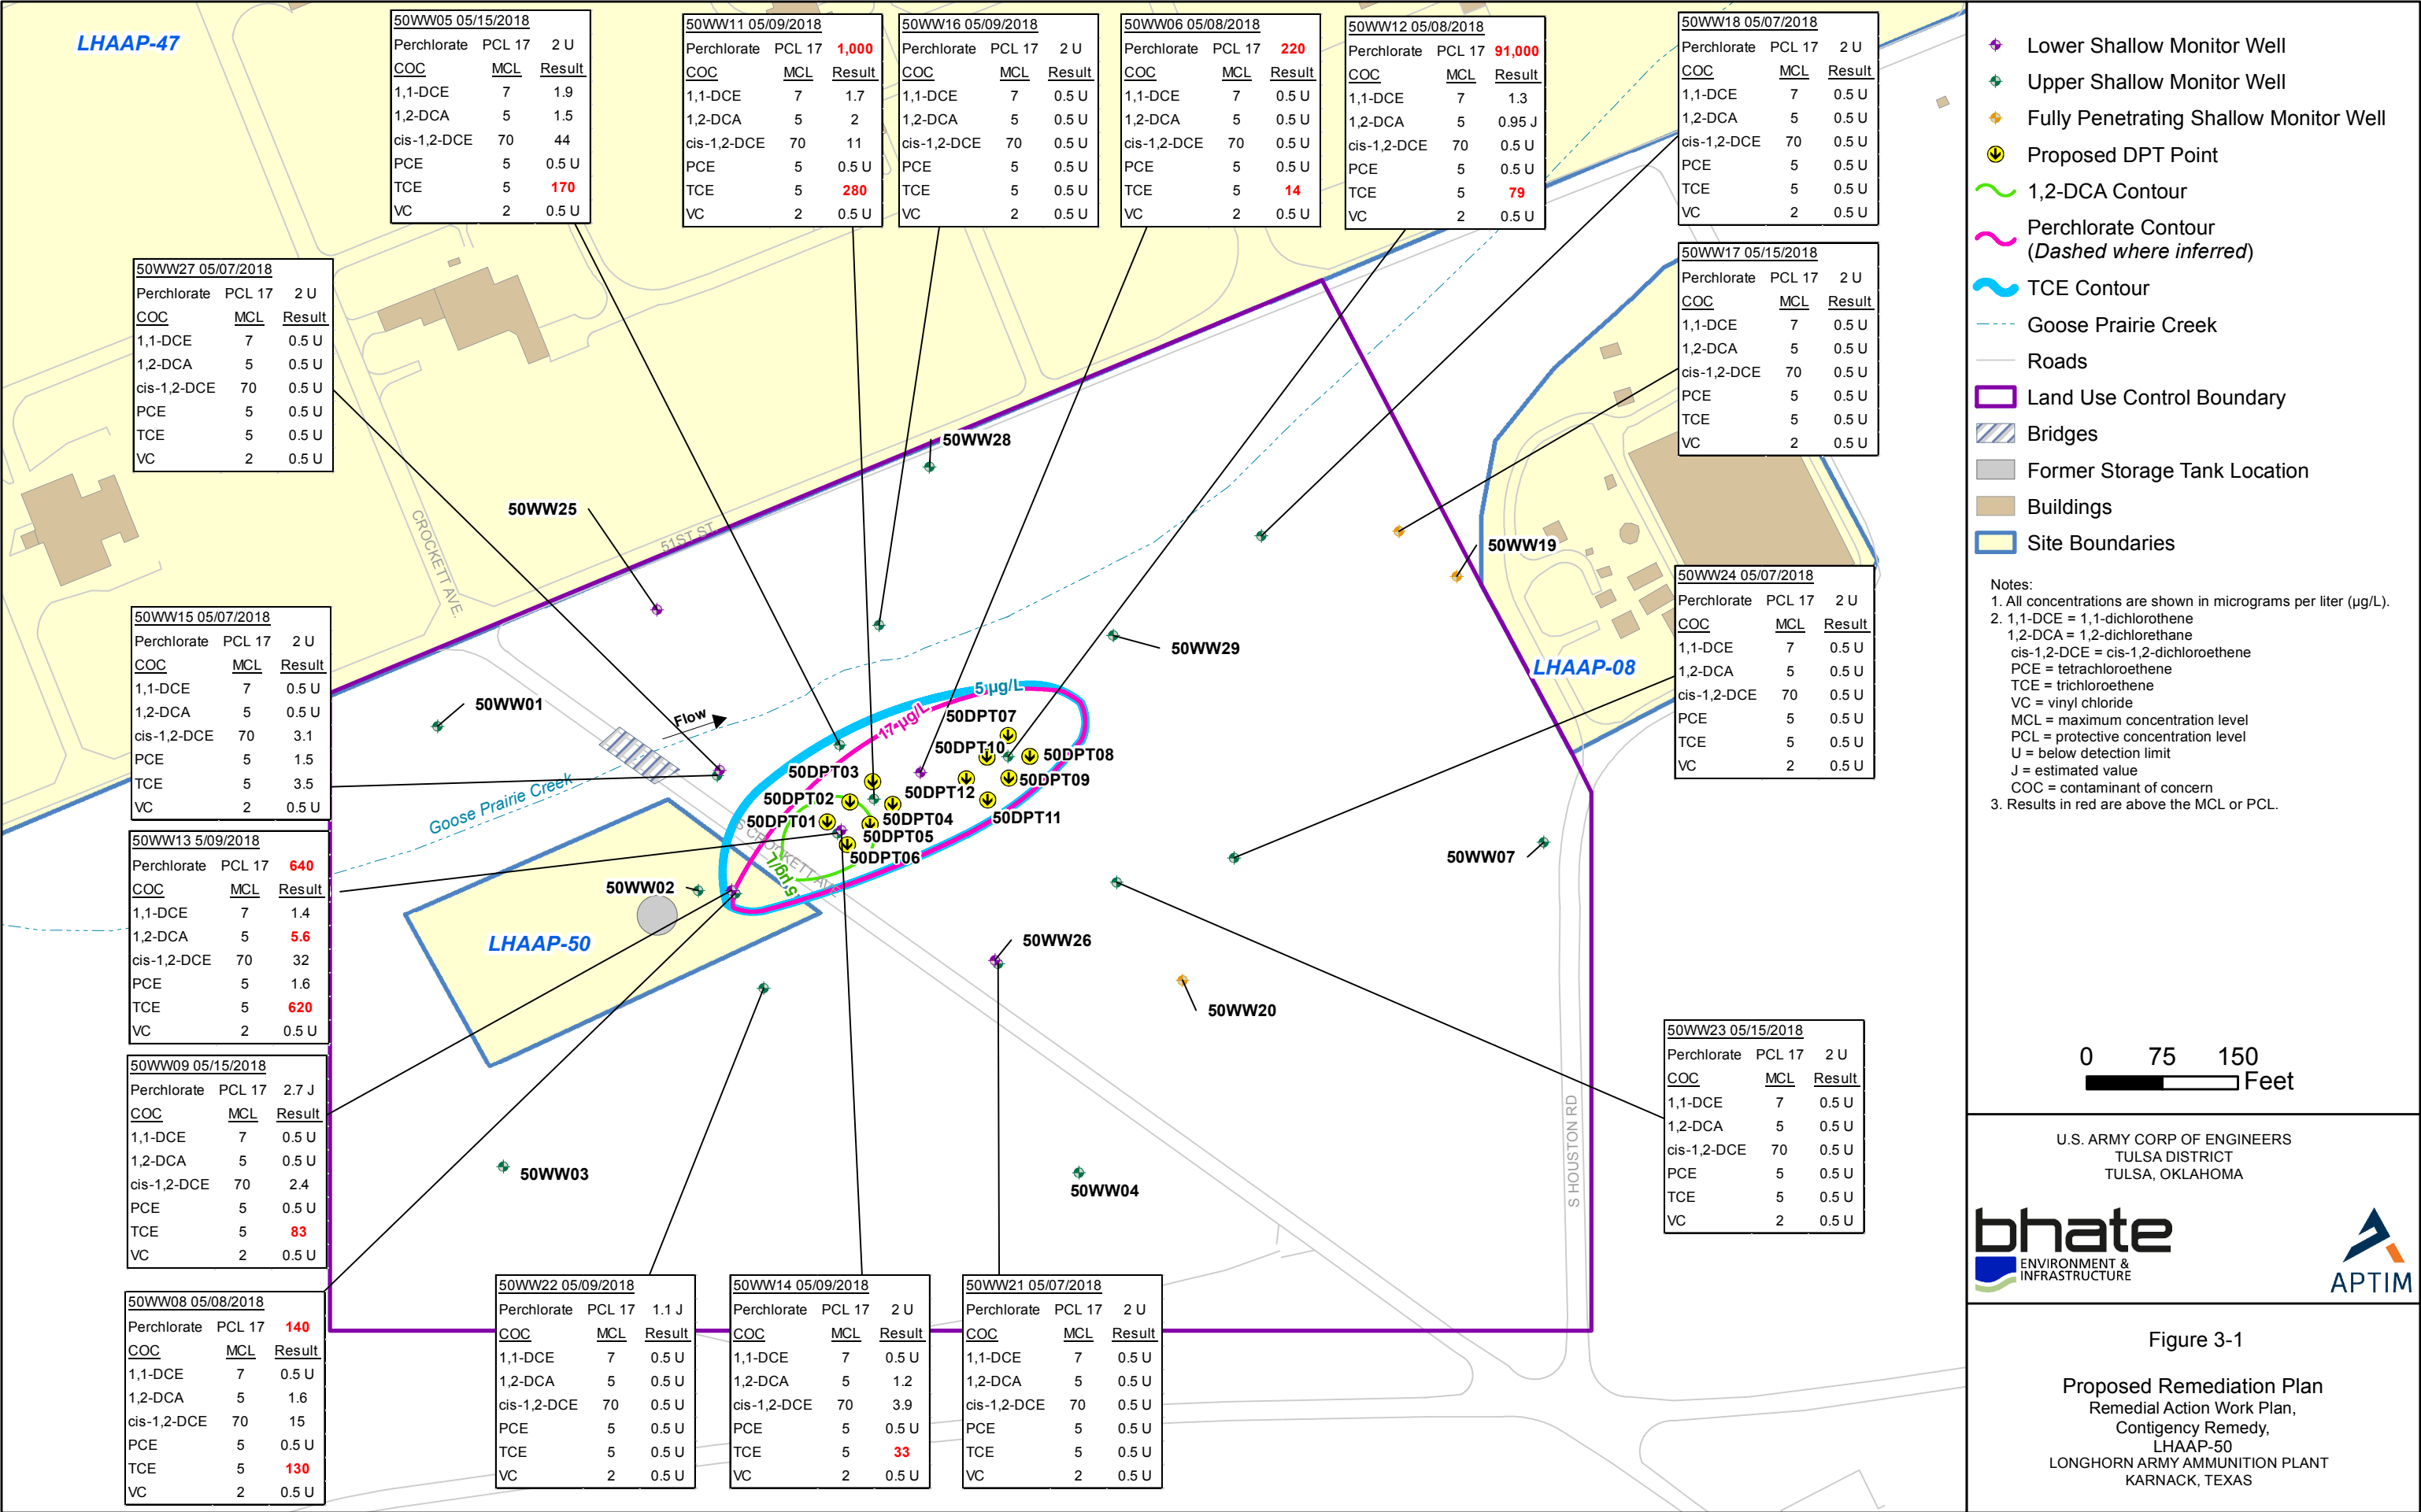 LHAAP-47
50WW05 05/15/2018
Perchlorate PCL 17 2 U
COC MCL Result
1,1-DCE 7 1.9
1,2-DCA 5 1.5
cis-1,2-DCE 70 44
PCE 5 0.5 U
TCE 5 170
VC 2 0.5 U
50WW11 05/09/2018
Perchlorate PCL 17 1,000
COC MCL Result
1,1-DCE 7 1.7
1,2-DCA 5 2
cis-1,2-DCE 70 11
PCE 5 0.5 U
TCE 5 280
VC 2 0.5 U
50WW16 05/09/2018
Perchlorate PCL 17 2 U
COC MCL Result
1,1-DCE 7 0.5 U
1,2-DCA 5 0.5 U
cis-1,2-DCE 70 0.5 U
PCE 5 0.5 U
TCE 5 0.5 U
VC 2 0.5 U
50WW06 05/08/2018
Perchlorate PCL 17 220
COC MCL Result
1,1-DCE 7 0.5 U
1,2-DCA 5 0.5 U
cis-1,2-DCE 70 0.5 U
PCE 5 0.5 U
TCE 5 14
VC 2 0.5 U
50WW12 05/08/2018
Perchlorate PCL 17 91,000
COC MCL Result
1,1-DCE 7 1.3
1,2-DCA 5 0.95 J
cis-1,2-DCE 70 0.5 U
PCE 5 0.5 U
TCE 5 79
VC 2 0.5 U
50WW18 05/07/2018
Perchlorate PCL 17 2 U
COC MCL Result
1,1-DCE 7 0.5 U
1,2-DCA 5 0.5 U
cis-1,2-DCE 70 0.5 U
PCE 5 0.5 U
TCE 5 0.5 U
VC 2 0.5 U
50WW27 05/07/2018
Perchlorate PCL 17 2 U
COC MCL Result
1,1-DCE 7 0.5 U
1,2-DCA 5 0.5 U
cis-1,2-DCE 70 0.5 U
PCE 5 0.5 U
TCE 5 0.5 U
VC 2 0.5 U
50WW17 05/15/2018
Perchlorate PCL 17 2 U
COC MCL Result
1,1-DCE 7 0.5 U
1,2-DCA 5 0.5 U
cis-1,2-DCE 70 0.5 U
PCE 5 0.5 U
TCE 5 0.5 U
VC 2 0.5 U
50WW15 05/07/2018
Perchlorate PCL 17 2 U
COC MCL Result
1,1-DCE 7 0.5 U
1,2-DCA 5 0.5 U
cis-1,2-DCE 70 3.1
PCE 5 1.5
TCE 5 3.5
VC 2 0.5 U
50WW24 05/07/2018
Perchlorate PCL 17 2 U
COC MCL Result
1,1-DCE 7 0.5 U
1,2-DCA 5 0.5 U
cis-1,2-DCE 70 0.5 U
PCE 5 0.5 U
TCE 5 0.5 U
VC 2 0.5 U
50WW13 5/09/2018
Perchlorate PCL 17 640
COC MCL Result
1,1-DCE 7 1.4
1,2-DCA 5 5.6
cis-1,2-DCE 70 32
PCE 5 1.6
TCE 5 620
VC 2 0.5 U
50WW09 05/15/2018
Perchlorate PCL 17 2.7 J
COC MCL Result
1,1-DCE 7 0.5 U
1,2-DCA 5 0.5 U
cis-1,2-DCE 70 2.4
PCE 5 0.5 U
TCE 5 83
VC 2 0.5 U
50WW08 05/08/2018
Perchlorate PCL 17 140
COC MCL Result
1,1-DCE 7 0.5 U
1,2-DCA 5 1.6
cis-1,2-DCE 70 15
PCE 5 0.5 U
TCE 5 130
VC 2 0.5 U
50WW22 05/09/2018
Perchlorate PCL 17 1.1 J
COC MCL Result
1,1-DCE 7 0.5 U
1,2-DCA 5 0.5 U
cis-1,2-DCE 70 0.5 U
PCE 5 0.5 U
TCE 5 0.5 U
VC 2 0.5 U
50WW14 05/09/2018
Perchlorate PCL 17 2 U
COC MCL Result
1,1-DCE 7 0.5 U
1,2-DCA 5 1.2
cis-1,2-DCE 70 3.9
PCE 5 0.5 U
TCE 5 33
VC 2 0.5 U
50WW21 05/07/2018
Perchlorate PCL 17 2 U
COC MCL Result
1,1-DCE 7 0.5 U
1,2-DCA 5 0.5 U
cis-1,2-DCE 70 0.5 U
PCE 5 0.5 U
TCE 5 0.5 U
VC 2 0.5 U
50WW23 05/15/2018
Perchlorate PCL 17 2 U
COC MCL Result
1,1-DCE 7 0.5 U
1,2-DCA 5 0.5 U
cis-1,2-DCE 70 0.5 U
PCE 5 0.5 U
TCE 5 0.5 U
VC 2 0.5 U
50WW28
50WW25
CROCKETT AVE.
51ST ST.
50WW19
50WW29
LHAAP-08
50WW01
Flow
5 µg/L
17 µg/L
50DPT07
50DPT10
50DPT08
50DPT03
50DPT09
50DPT12
50DPT02
50DPT01
50DPT04
50DPT11
50DPT05
50DPT06
5 µg/L
S CROCKETT AVE
Goose Prairie Creek
50WW02
LHAAP-50
50WW07
50WW26
50WW20
50WW03
50WW04
S HOUSTON RD
Lower Shallow Monitor Well
Upper Shallow Monitor Well
Fully Penetrating Shallow Monitor Well
Proposed DPT Point
1,2-DCA Contour
Perchlorate Contour
(Dashed where inferred)
TCE Contour
Goose Prairie Creek
Roads
Land Use Control Boundary
Bridges
Former Storage Tank Location
Buildings
Site Boundaries
Notes:
1. All concentrations are shown in micrograms per liter (µg/L).
2. 1,1-DCE = 1,1-dichlorothene
1,2-DCA = 1,2-dichlorethane
cis-1,2-DCE = cis-1,2-dichloroethene
PCE = tetrachloroethene
TCE = trichloroethene
VC = vinyl chloride
MCL = maximum concentration level
PCL = protective concentration level
U = below detection limit
J = estimated value
COC = contaminant of concern
3. Results in red are above the MCL or PCL.
0 75 150
Feet
U.S. ARMY CORP OF ENGINEERS
TULSA DISTRICT
TULSA, OKLAHOMA
bhate
ENVIRONMENT &
INFRASTRUCTURE
APTIM
Figure 3-1
Proposed Remediation Plan
Remedial Action Work Plan,
Contigency Remedy,
LHAAP-50
LONGHORN ARMY AMMUNITION PLANT
KARNACK, TEXAS